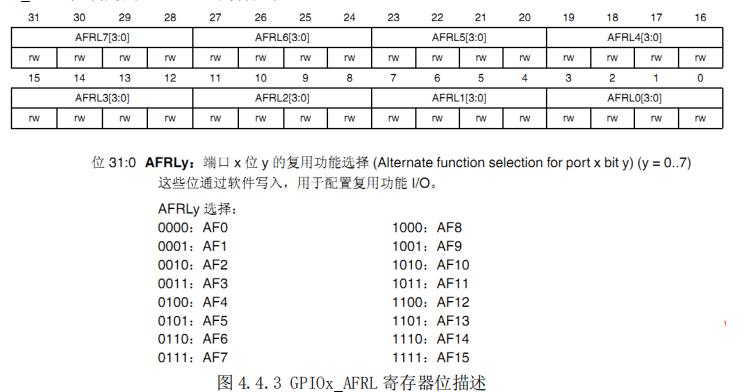 31 30 29 28 27 26 25 24 23 22 21 20 19 18 17 16
AFRL7[3:0] AFRL6[3:0] AFRL5[3:0] AFRL4[3:0]
rw rw rw rw rw rw rw rw rw rw rw rw rw rw rw rw
15 14 13 12 11 10 9 8 7 6 5 4 3 2 1 0
AFRL3[3:0] AFRL2[3:0] AFRL1[3:0] AFRL0[3:0]
rw rw rw rw rw rw rw rw rw rw rw rw rw rw rw rw
位 31:0 AFRLy：端口 x 位 y 的复用功能选择 (Alternate function selection for port x bit y) (y = 0..7)
这些位通过软件写入，用于配置复用功能 I/O。
AFRLy 选择：
0000：AF0 1000：AF8
0001：AF1 1001：AF9
0010：AF2 1010：AF10
0011：AF3 1011：AF11
0100：AF4 1100：AF12
0101：AF5 1101：AF13
0110：AF6 1110：AF14
0111：AF7 1111：AF15
图 4.4.3 GPIOx_AFRL 寄存器位描述